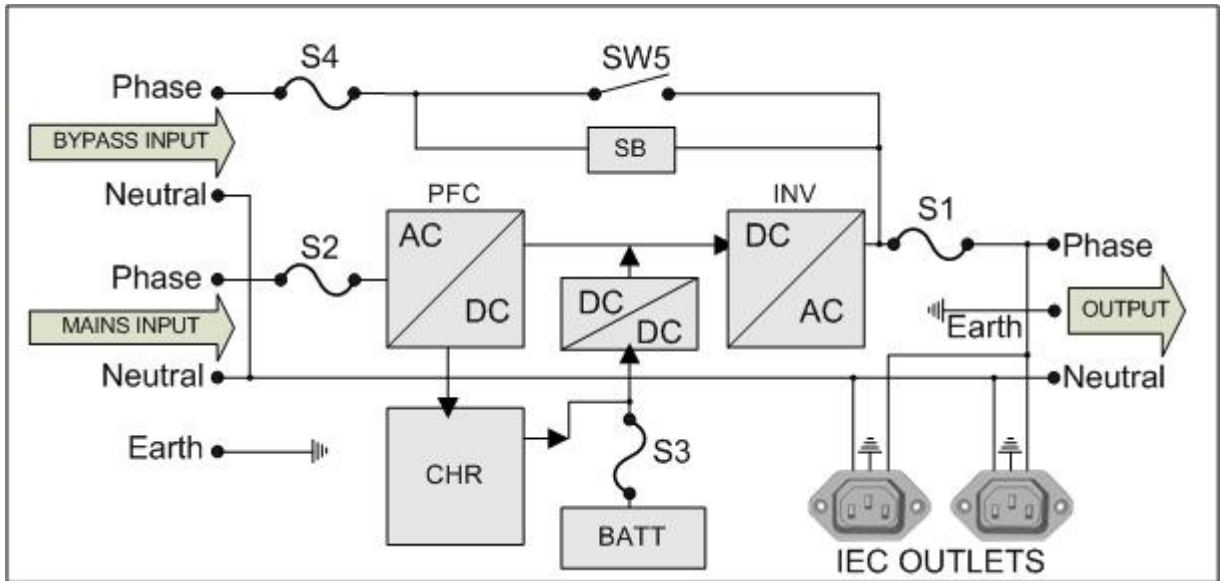 S4
SW5
Phase
BYPASS INPUT
SB
Neutral
PFC
INV
S2
AC
DC
DC
AC
S1
Phase
Phase
MAINS INPUT
DC
DC
Earth
OUTPUT
Neutral
Neutral
Earth
CHR
S3
BATT
IEC OUTLETS